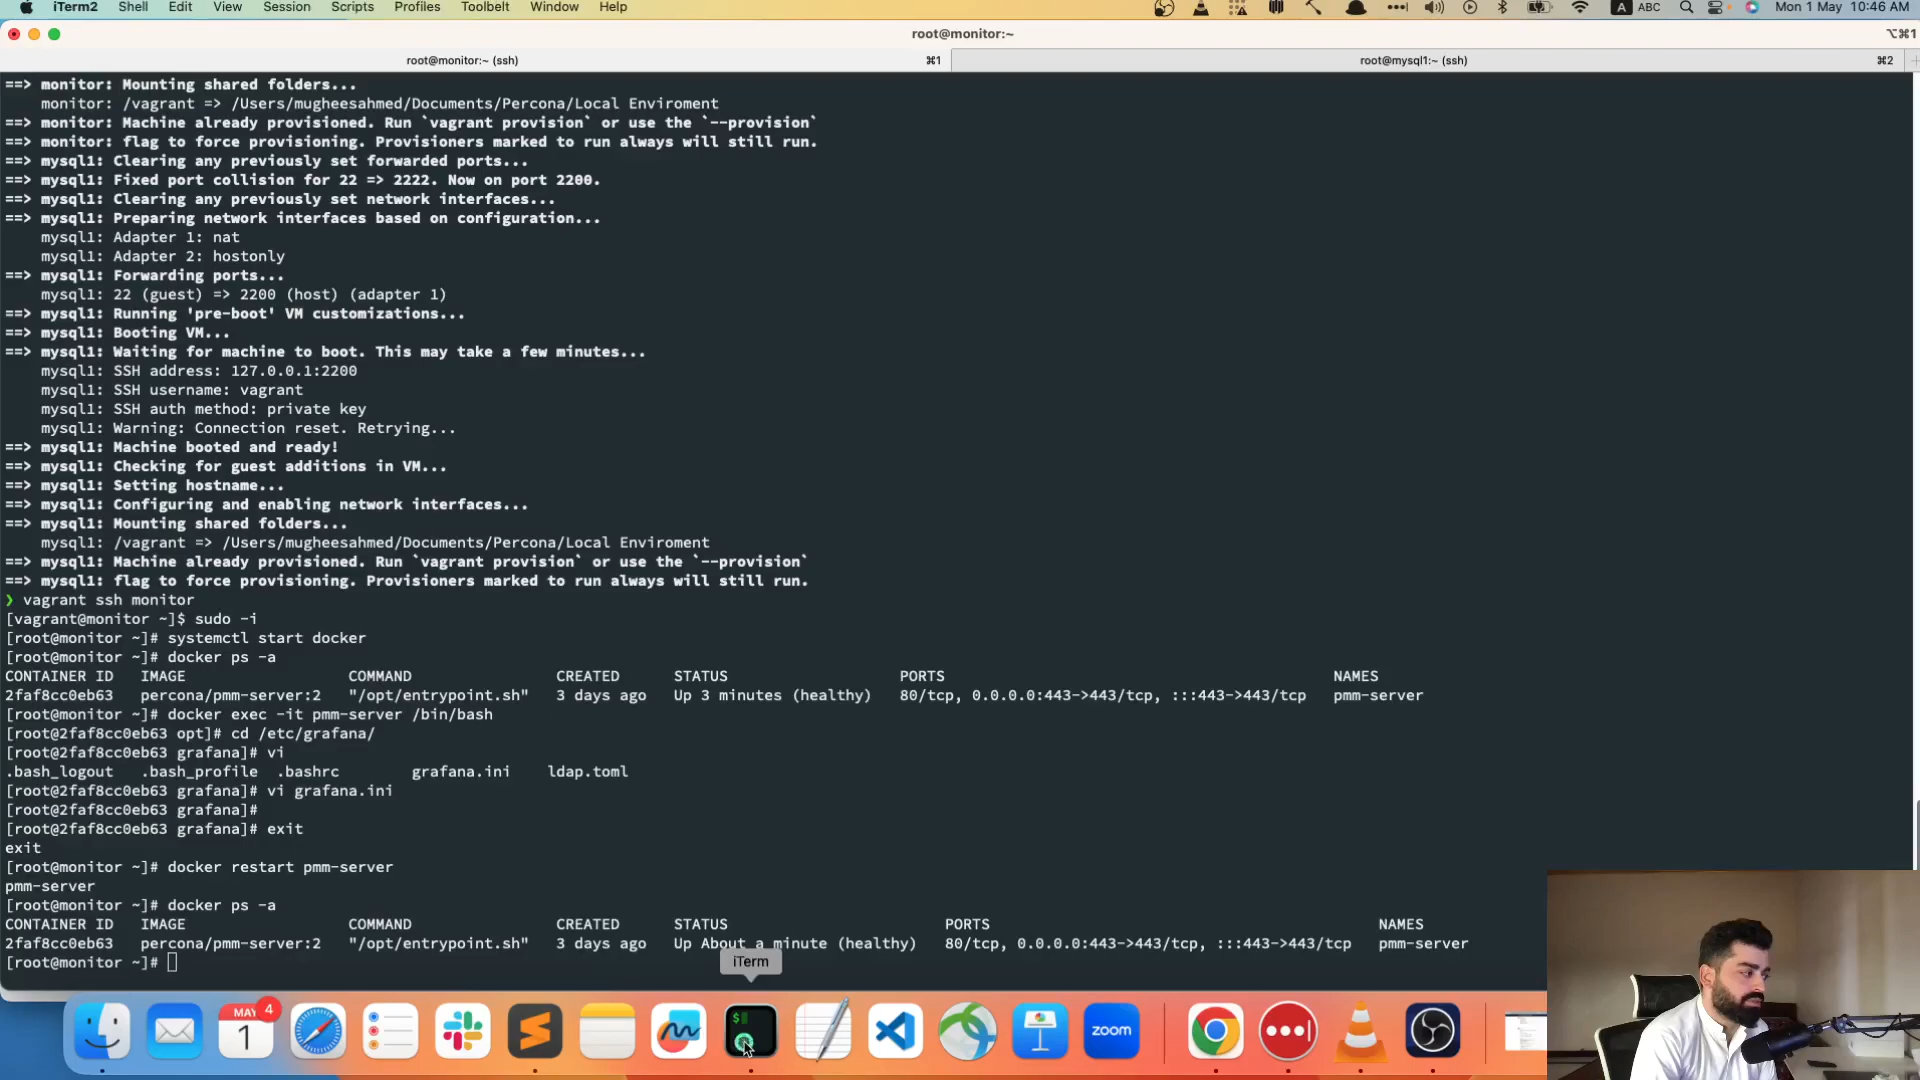 iTerm2 Shell Edit View Session Scripts Profiles Toolbelt Window Help A ABC Mon 1 May 10:46 AM
root@monitor:~ ⌥⌘1
root@monitor:~ (ssh) ⌘1 root@mysql1:~ (ssh) ⌘2
==> monitor: Mounting shared folders...
monitor: /vagrant => /Users/mugheesahmed/Documents/Percona/Local Enviroment
==> monitor: Machine already provisioned. Run `vagrant provision` or use the `--provision`
==> monitor: flag to force provisioning. Provisioners marked to run always will still run.
==> mysql1: Clearing any previously set forwarded ports...
==> mysql1: Fixed port collision for 22 => 2222. Now on port 2200.
==> mysql1: Clearing any previously set network interfaces...
==> mysql1: Preparing network interfaces based on configuration...
mysql1: Adapter 1: nat
mysql1: Adapter 2: hostonly
==> mysql1: Forwarding ports...
mysql1: 22 (guest) => 2200 (host) (adapter 1)
==> mysql1: Running 'pre-boot' VM customizations...
==> mysql1: Booting VM...
==> mysql1: Waiting for machine to boot. This may take a few minutes...
mysql1: SSH address: 127.0.0.1:2200
mysql1: SSH username: vagrant
mysql1: SSH auth method: private key
mysql1: Warning: Connection reset. Retrying...
==> mysql1: Machine booted and ready!
==> mysql1: Checking for guest additions in VM...
==> mysql1: Setting hostname...
==> mysql1: Configuring and enabling network interfaces...
==> mysql1: Mounting shared folders...
mysql1: /vagrant => /Users/mugheesahmed/Documents/Percona/Local Enviroment
==> mysql1: Machine already provisioned. Run `vagrant provision` or use the `--provision`
==> mysql1: flag to force provisioning. Provisioners marked to run always will still run.
❯ vagrant ssh monitor
[vagrant@monitor ~]$ sudo -i
[root@monitor ~]# systemctl start docker
[root@monitor ~]# docker ps -a
CONTAINER ID IMAGE COMMAND CREATED STATUS PORTS NAMES
2faf8cc0eb63 percona/pmm-server:2 "/opt/entrypoint.sh" 3 days ago Up 3 minutes (healthy) 80/tcp, 0.0.0.0:443->443/tcp, :::443->443/tcp pmm-server
[root@monitor ~]# docker exec -it pmm-server /bin/bash
[root@2faf8cc0eb63 opt]# cd /etc/grafana/
[root@2faf8cc0eb63 grafana]# vi
.bash_logout .bash_profile .bashrc grafana.ini ldap.toml
[root@2faf8cc0eb63 grafana]# vi grafana.ini
[root@2faf8cc0eb63 grafana]#
[root@2faf8cc0eb63 grafana]# exit
exit
[root@monitor ~]# docker restart pmm-server
pmm-server
[root@monitor ~]# docker ps -a
CONTAINER ID IMAGE COMMAND CREATED STATUS PORTS NAMES
2faf8cc0eb63 percona/pmm-server:2 "/opt/entrypoint.sh" 3 days ago Up About a minute (healthy) 80/tcp, 0.0.0.0:443->443/tcp, :::443->443/tcp pmm-server
[root@monitor ~]#
iTerm
MAY 1 4
$
zoom